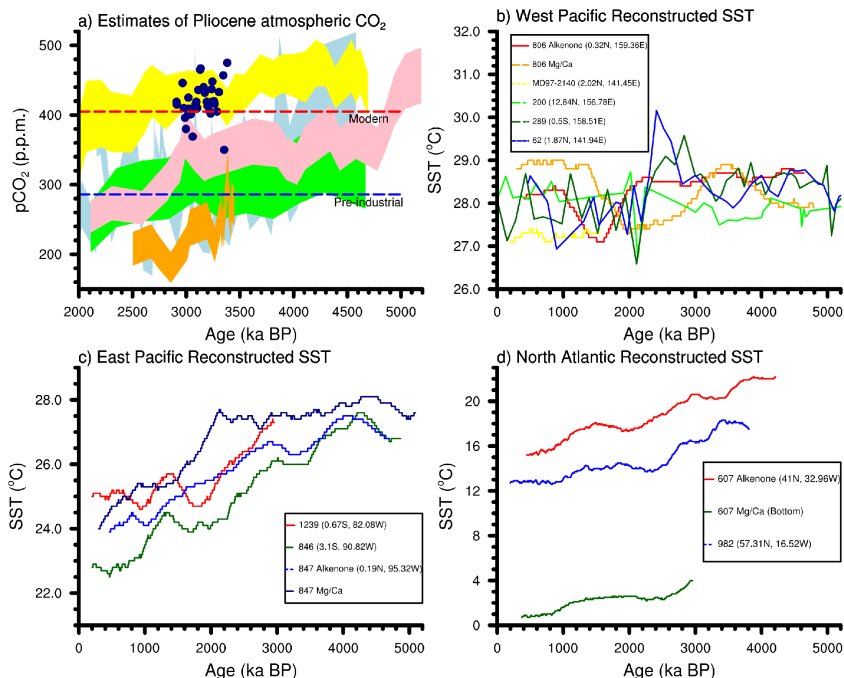 a) Estimates of Pliocene atmospheric CO2
500
400
300
200
pCO2 (p.p.m.)
Modern
Pre-industrial
2000 2500 3000 3500 4000 4500 5000
Age (ka BP)
b) West Pacific Reconstructed SST
32.0
31.0
30.0
29.0
28.0
27.0
26.0
SST (°C)
806 Alkenone (0.32N, 159.36E)
806 Mg/Ca
MD97-2140 (2.02N, 141.45E)
200 (12.84N, 156.78E)
289 (0.5S, 158.51E)
62 (1.87N, 141.94E)
0 1000 2000 3000 4000 5000
Age (ka BP)
c) East Pacific Reconstructed SST
28.0
26.0
24.0
22.0
SST (°C)
1239 (0.67S, 82.08W)
846 (3.1S, 90.82W)
847 Alkenone (0.19N, 95.32W)
847 Mg/Ca
0 1000 2000 3000 4000 5000
Age (ka BP)
d) North Atlantic Reconstructed SST
20
16
12
8
4
0
SST (°C)
607 Alkenone (41N, 32.96W)
607 Mg/Ca (Bottom)
982 (57.31N, 16.52W)
0 1000 2000 3000 4000 5000
Age (ka BP)